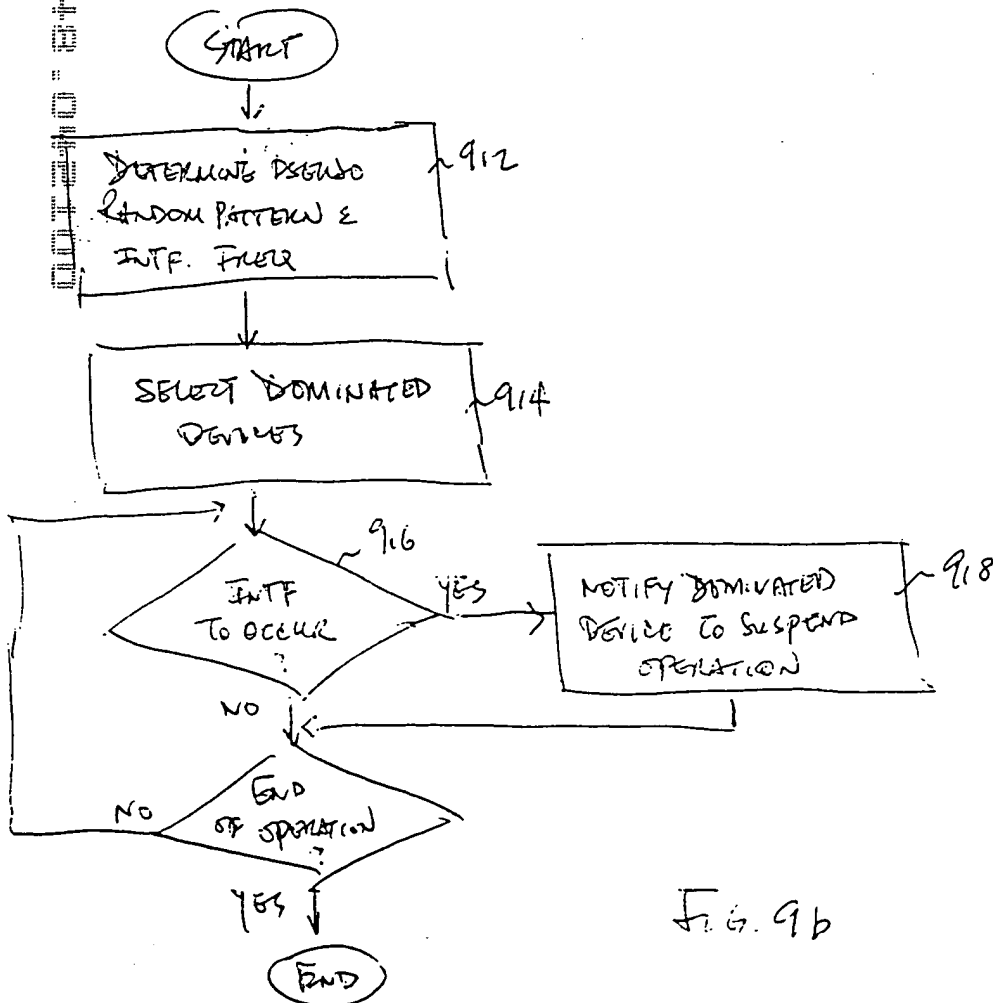 START
DETERMINE PSEUDO
RANDOM PATTERN &
INTF. FREQ
912
SELECT DOMINATED
DEVICES
914
INTF
TO OCCUR
?
916
YES
NOTIFY DOMINATED
DEVICE TO SUSPEND
OPERATION
918
NO
END
OF OPERATION
?
NO
YES
END
FIG. 9b